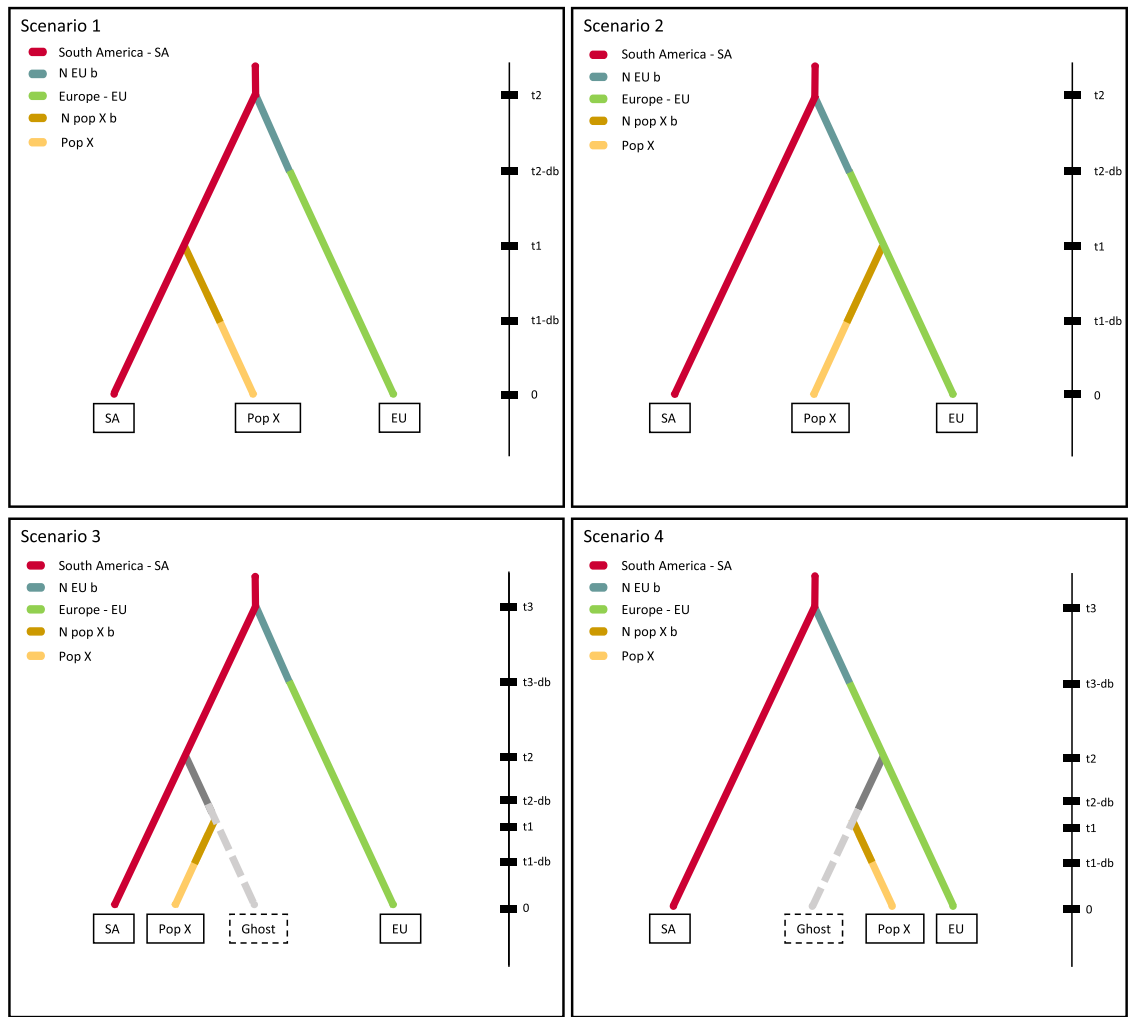 Scenario 1
South America - SA
N EU b
Europe - EU
N pop X b
Pop X
t2
t2-db
t1
t1-db
0
SA
Pop X
EU
Scenario 2
South America - SA
N EU b
Europe - EU
N pop X b
Pop X
t2
t2-db
t1
t1-db
0
SA
Pop X
EU
Scenario 3
South America - SA
N EU b
Europe - EU
N pop X b
Pop X
t3
t3-db
t2
t2-db
t1
t1-db
0
SA
Pop X
Ghost
EU
Scenario 4
South America - SA
N EU b
Europe - EU
N pop X b
Pop X
t3
t3-db
t2
t2-db
t1
t1-db
0
SA
Ghost
Pop X
EU